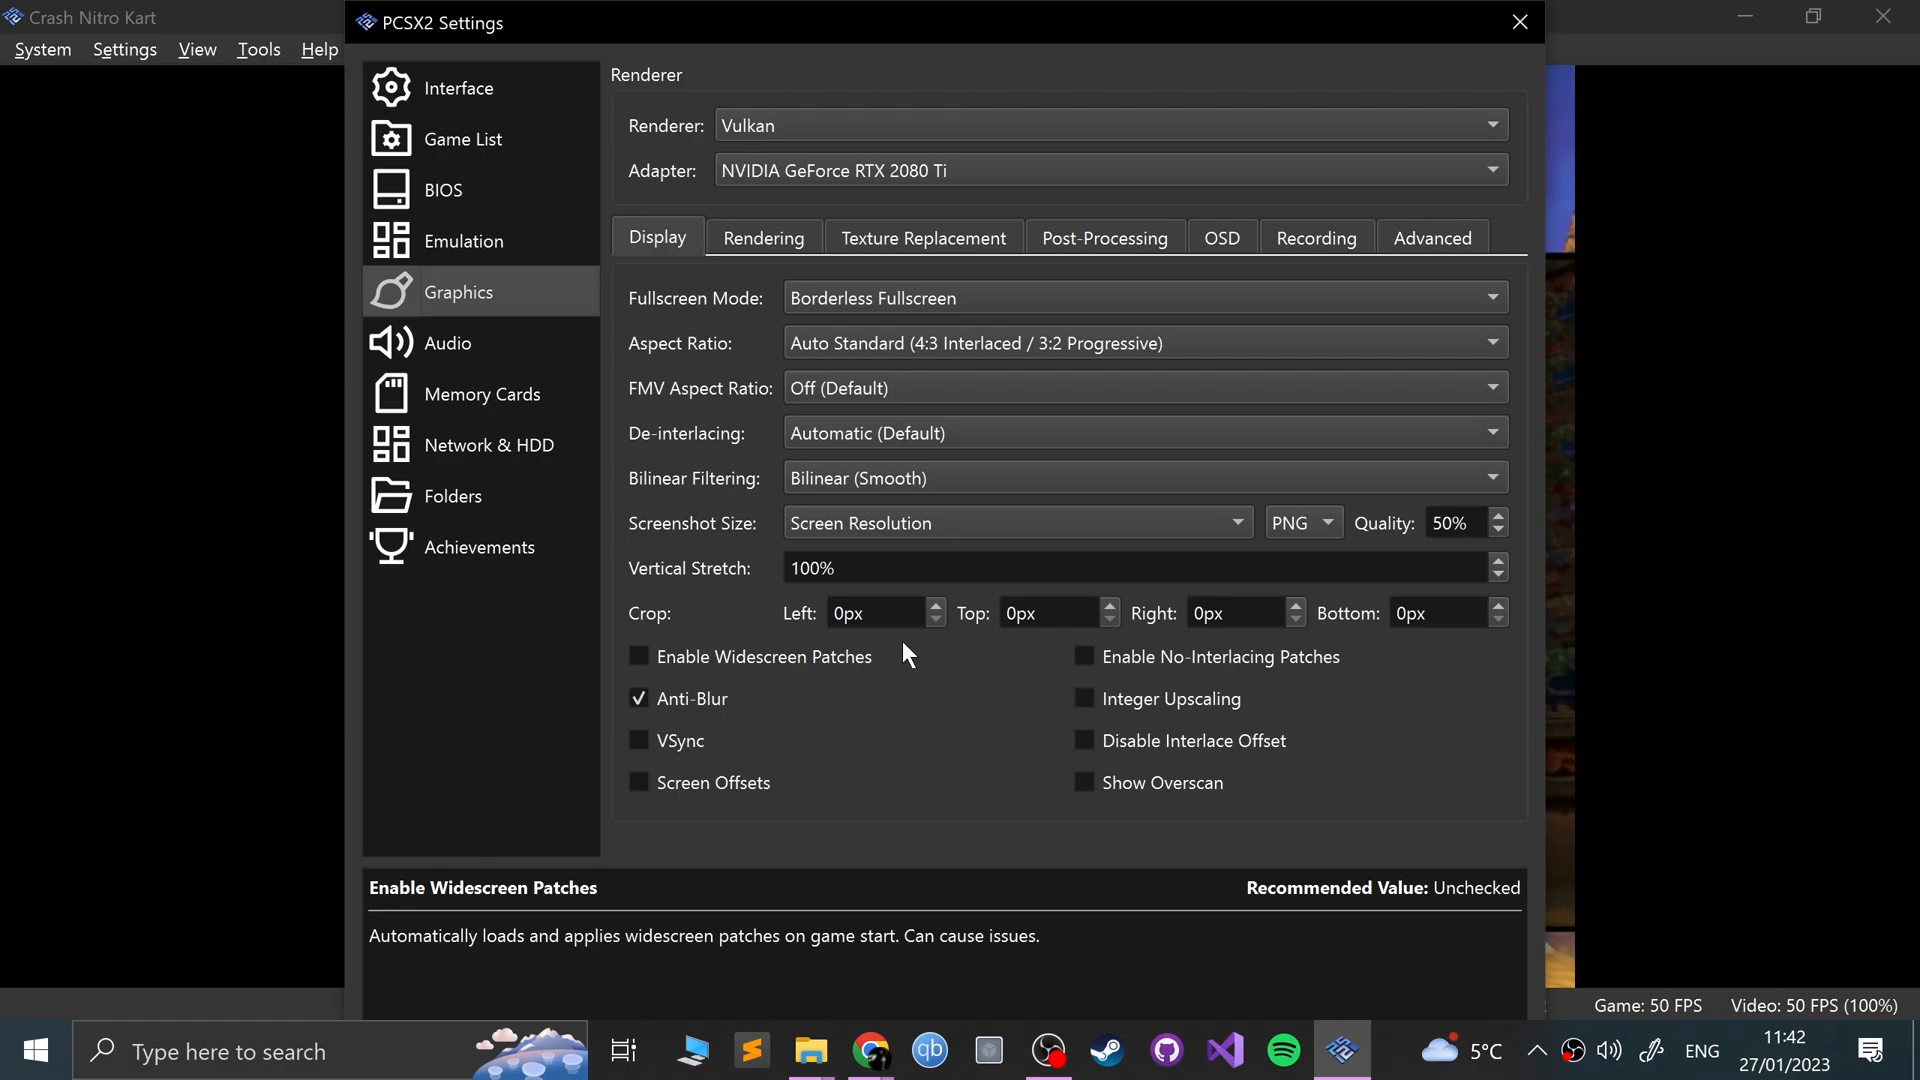 Crash Nitro Kart
PCSX2 Settings
System Settings View Tools Help
Interface
Game List
BIOS
Emulation
Graphics
Audio
Memory Cards
Network & HDD
Folders
Achievements
Renderer
Renderer: Vulkan
Adapter: NVIDIA GeForce RTX 2080 Ti
Display Rendering Texture Replacement Post-Processing OSD Recording Advanced
Fullscreen Mode: Borderless Fullscreen
Aspect Ratio: Auto Standard (4:3 Interlaced / 3:2 Progressive)
FMV Aspect Ratio: Off (Default)
De-interlacing: Automatic (Default)
Bilinear Filtering: Bilinear (Smooth)
Screenshot Size: Screen Resolution PNG Quality: 50%
Vertical Stretch: 100%
Crop: Left: 0px Top: 0px Right: 0px Bottom: 0px
Enable Widescreen Patches Enable No-Interlacing Patches
Anti-Blur Integer Upscaling
VSync Disable Interlace Offset
Screen Offsets Show Overscan
Enable Widescreen Patches Recommended Value: Unchecked
Automatically loads and applies widescreen patches on game start. Can cause issues.
Game: 50 FPS Video: 50 FPS (100%)
Type here to search
qb
5°C
ENG
11:42
27/01/2023